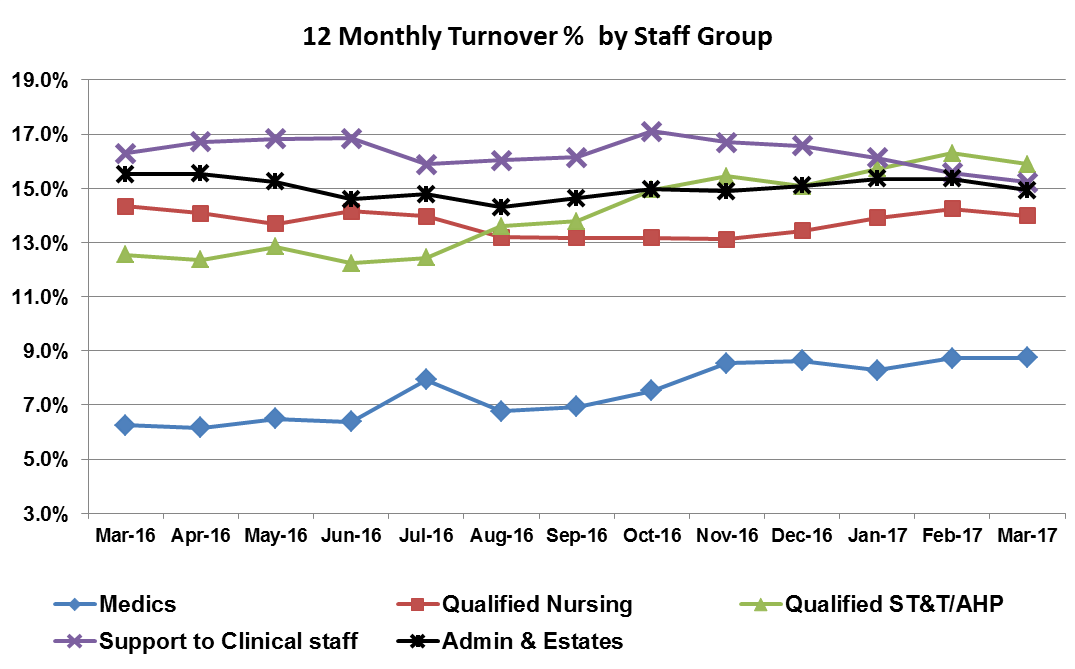 12 Monthly Turnover %  by Staff Group
19.0%
17.0%
15.0%
13.0%
11.0%
9.0%
7.0%
5.0%
3.0%
Mar-16 Apr-16 May-16 Jun-16 Jul-16 Aug-16 Sep-16 Oct-16 Nov-16 Dec-16 Jan-17 Feb-17 Mar-17
Medics Qualified Nursing Qualified ST&T/AHP
Support to Clinical staff Admin & Estates